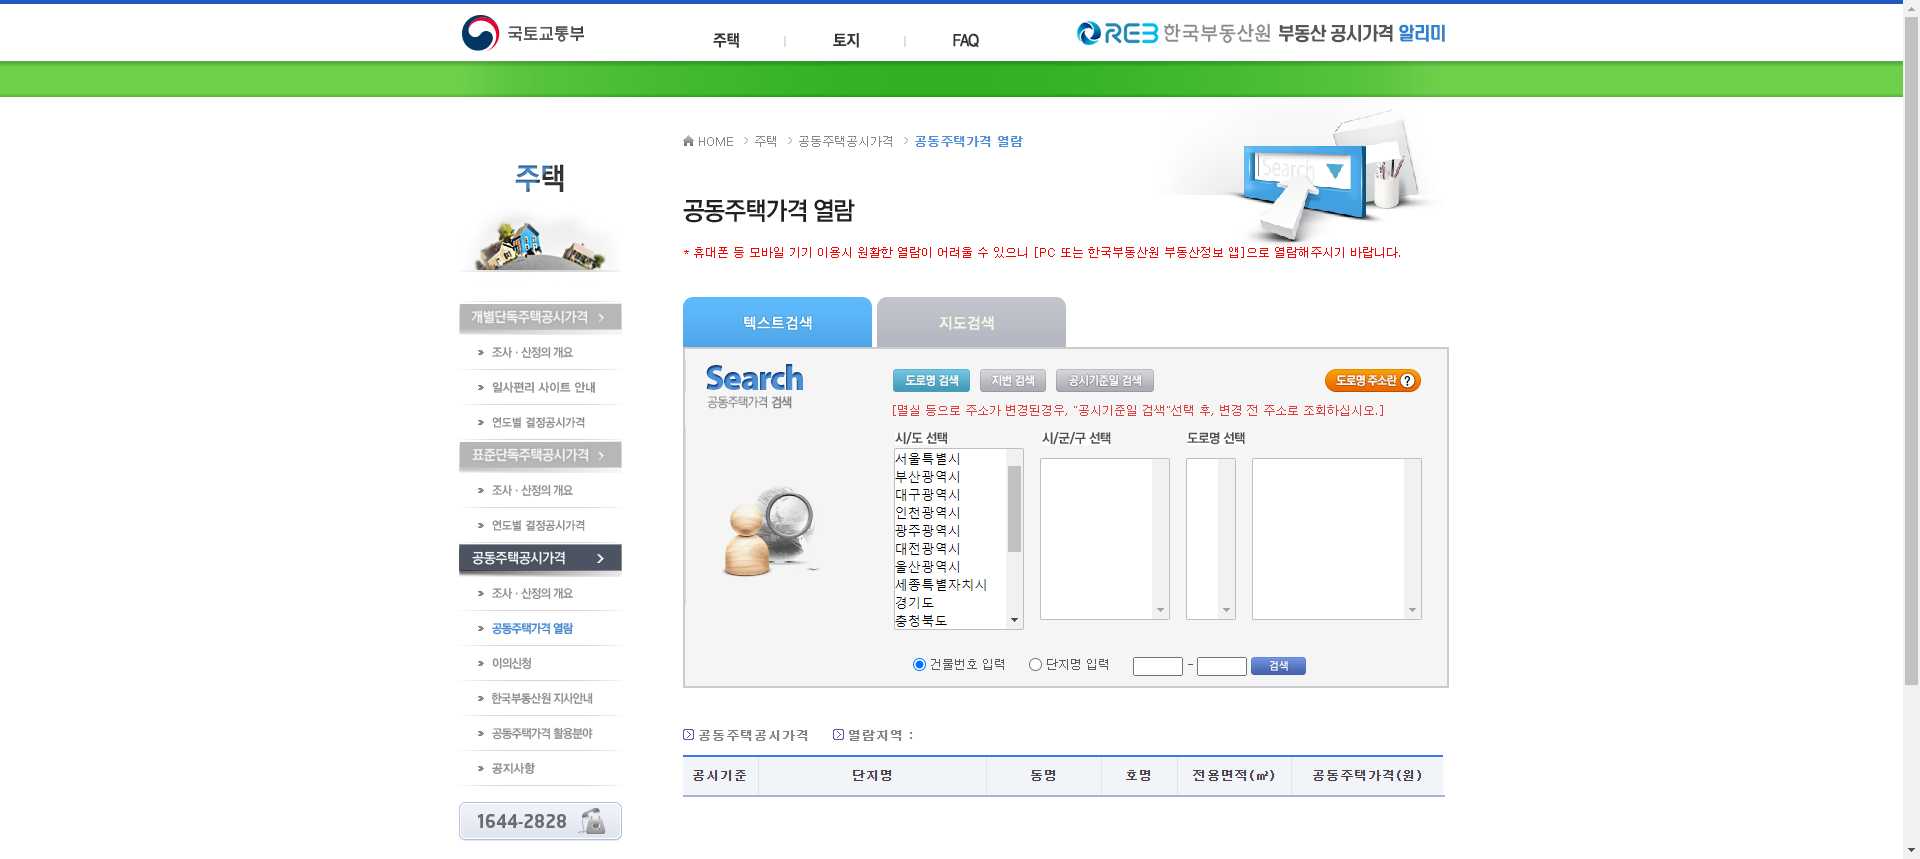 국토교통부
주택
토지
FAQ
REB 한국부동산원 부동산 공시가격 알리미
HOME > 주택 > 공동주택공시가격 > 공동주택가격 열람
Search
주택
공동주택가격 열람
* 휴대폰 등 모바일 기기 이용시 원활한 열람이 어려울 수 있으니 [PC 또는 한국부동산원 부동산정보 앱]으로 열람해주시기 바랍니다.
개별단독주택공시가격
조사ㆍ산정의 개요
일사편리 사이트 안내
연도별 결정공시가격
표준단독주택공시가격
조사ㆍ산정의 개요
연도별 결정공시가격
공동주택공시가격
조사ㆍ산정의 개요
공동주택가격 열람
이의신청
한국부동산원 지사안내
공동주택가격 활용분야
공지사항
1644-2828
텍스트검색
지도검색
Search
공동주택가격 검색
도로명 검색
지번 검색
공시기준일 검색
도로명 주소란 ?
[멸실 등으로 주소가 변경된경우, "공시기준일 검색"선택 후, 변경 전 주소로 조회하십시오.]
시/도 선택
시/군/구 선택
도로명 선택
서울특별시
부산광역시
대구광역시
인천광역시
광주광역시
대전광역시
울산광역시
세종특별자치시
경기도
충청북도
건물번호 입력
단지명 입력
-
검색
공동주택공시가격
열람지역 :
공시기준
단지명
동명
호명
전용면적(㎡)
공동주택가격(원)